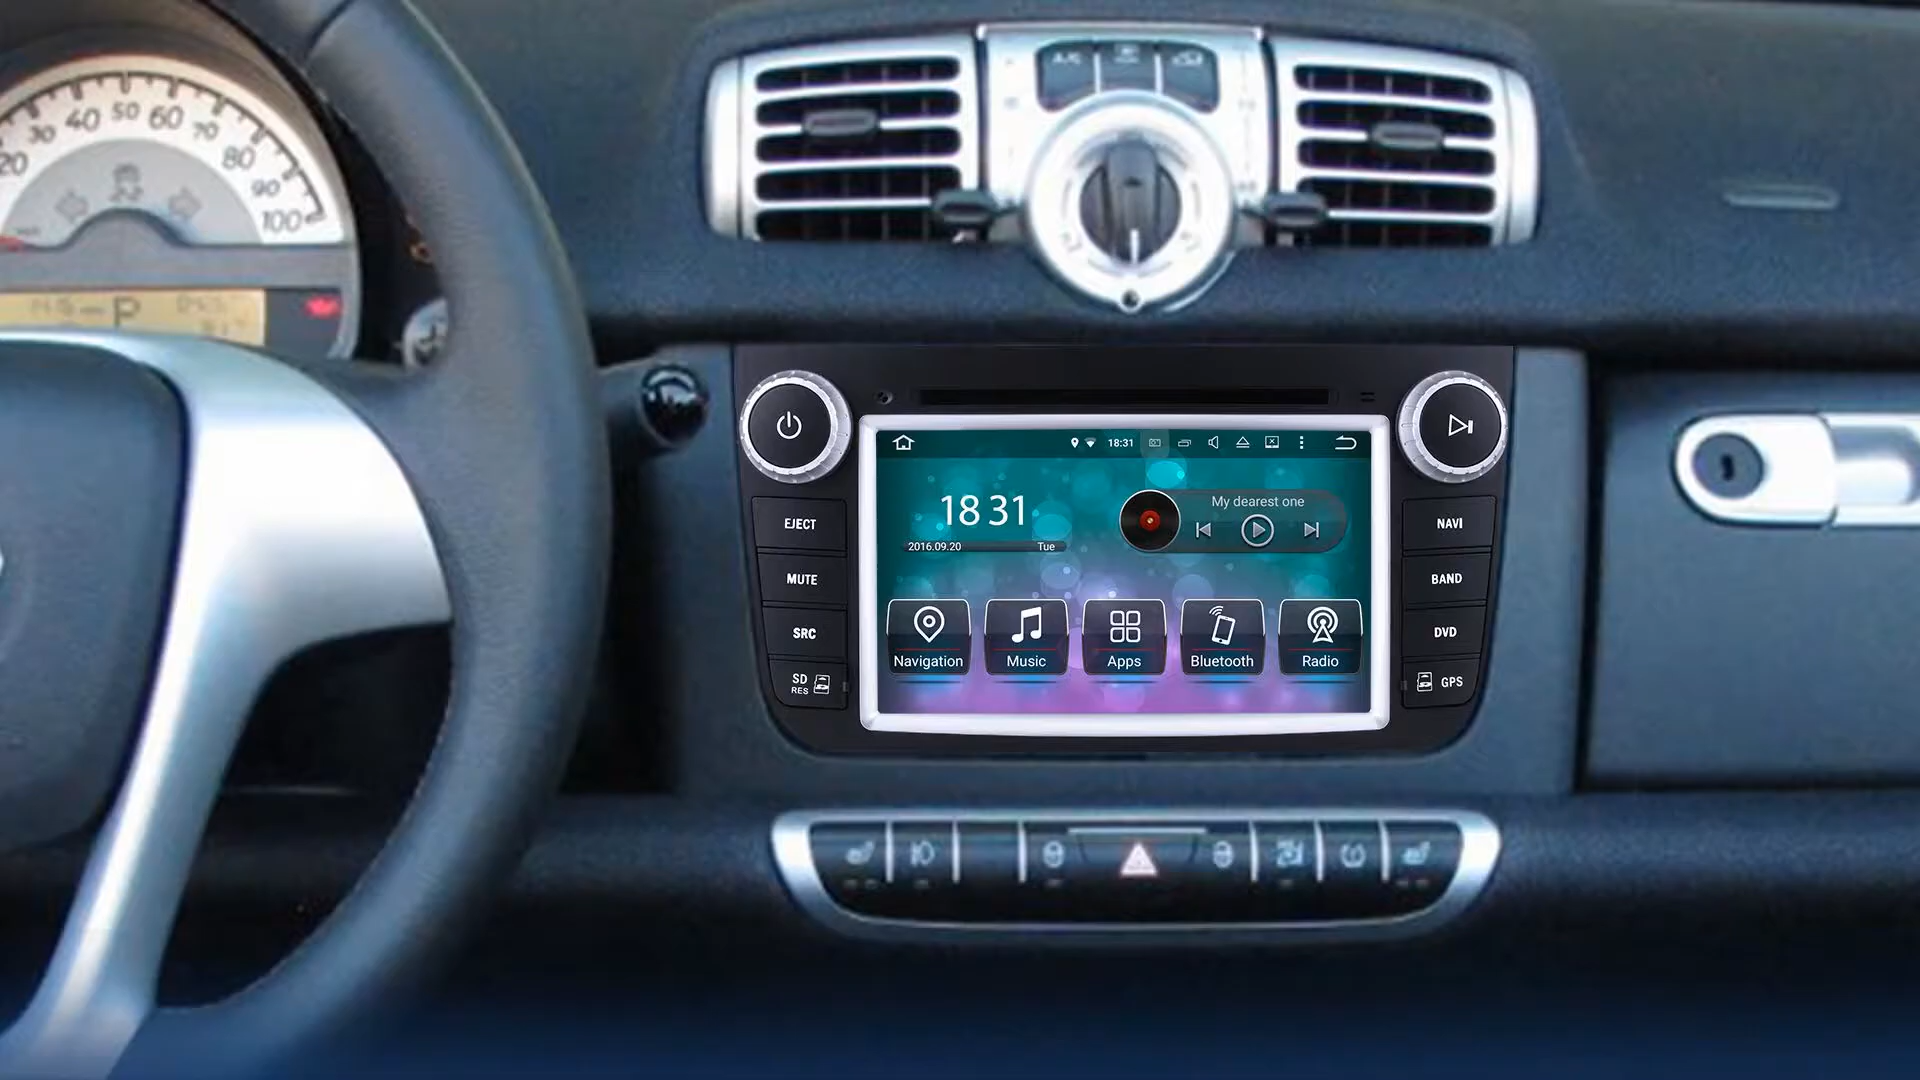 20 30 40 50 60 70 80 90 100
P
EJECT
MUTE
SRC
SD
RES
18:31
18 31
2016.09.20 Tue
My dearest one
Navigation Music Apps Bluetooth Radio
NAVI
BAND
DVD
GPS